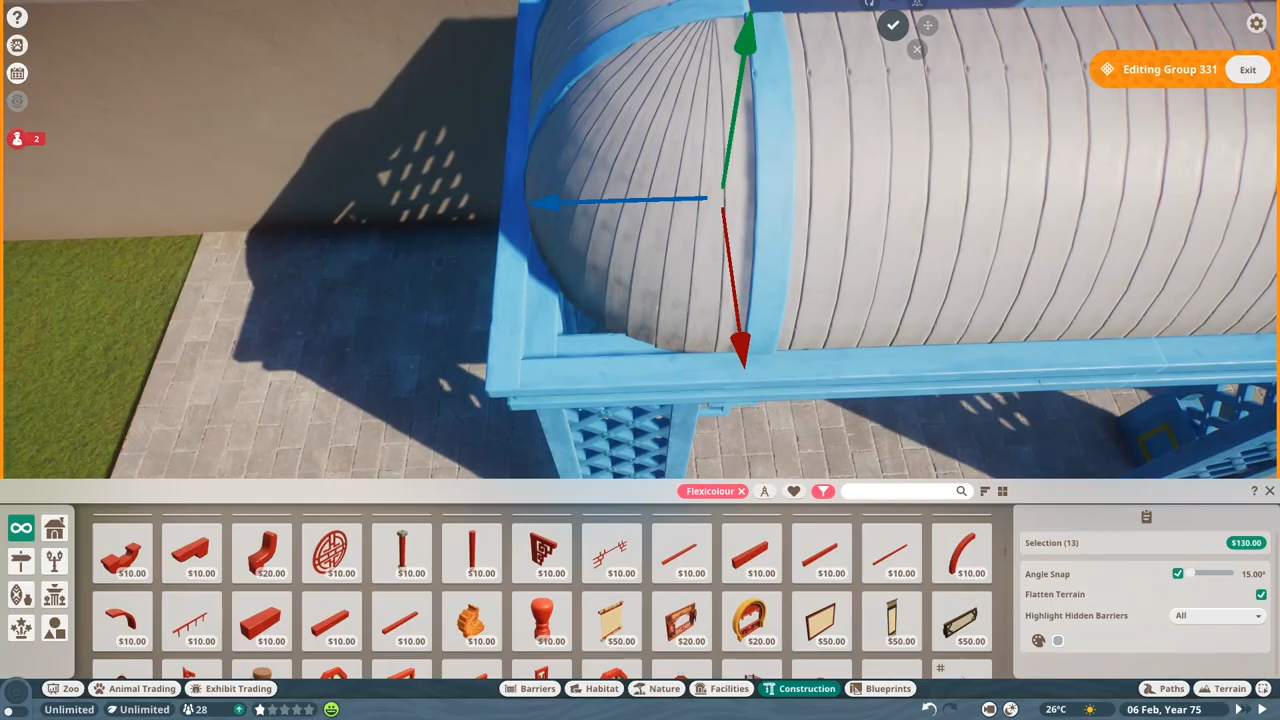 ?
2
Editing Group 331
Exit
Flexicolour ×
? ×
Selection (13)
$130.00
Angle Snap
15.00°
Flatten Terrain
Highlight Hidden Barriers
All
$10.00 $10.00 $20.00 $10.00 $10.00 $10.00 $10.00 $10.00 $10.00 $10.00 $10.00 $10.00 $10.00
$10.00 $10.00 $10.00 $10.00 $10.00 $10.00 $10.00 $50.00 $20.00 $20.00 $50.00 $50.00 $50.00
Zoo
Animal Trading
Exhibit Trading
Barriers
Habitat
Nature
Facilities
Construction
Blueprints
Paths
Terrain
Unlimited
Unlimited
28
26°C
06 Feb, Year 75